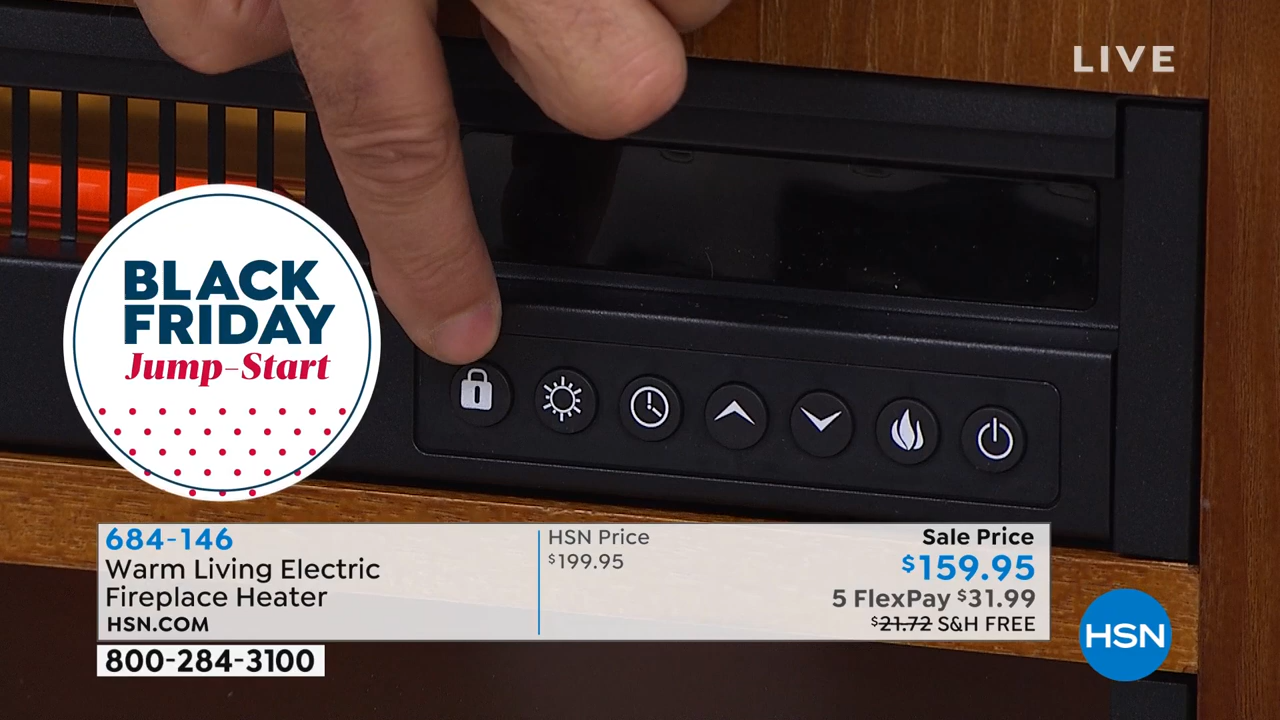 LIVE
BLACK
FRIDAY
Jump-Start
684-146
Warm Living Electric
Fireplace Heater
HSN.COM
HSN Price
$199.95
Sale Price
$159.95
5 FlexPay $31.99
$21.72 S&H FREE
800-284-3100
HSN